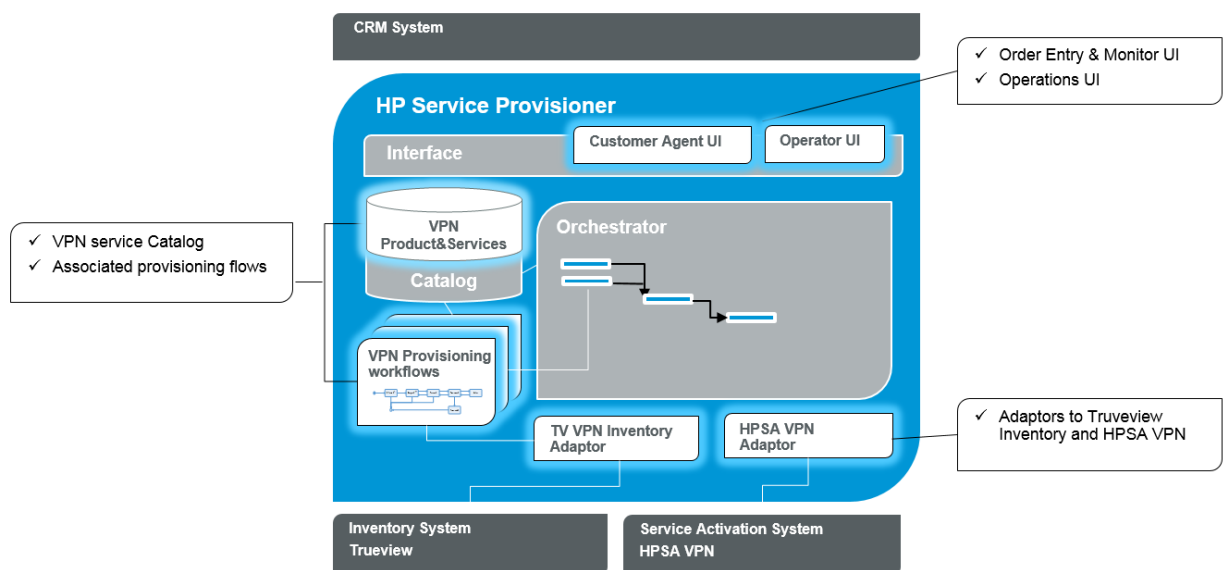 CRM System
✓ Order Entry & Monitor UI
✓ Operations UI
HP Service Provisioner
Interface
Customer Agent UI
Operator UI
VPN
Product&Services
Catalog
Orchestrator
✓ VPN service Catalog
✓ Associated provisioning flows
VPN Provisioning
workflows
TV VPN Inventory
Adaptor
HPSA VPN
Adaptor
✓ Adaptors to Truveview
Inventory and HPSA VPN
Inventory System
Trueview
Service Activation System
HPSA VPN